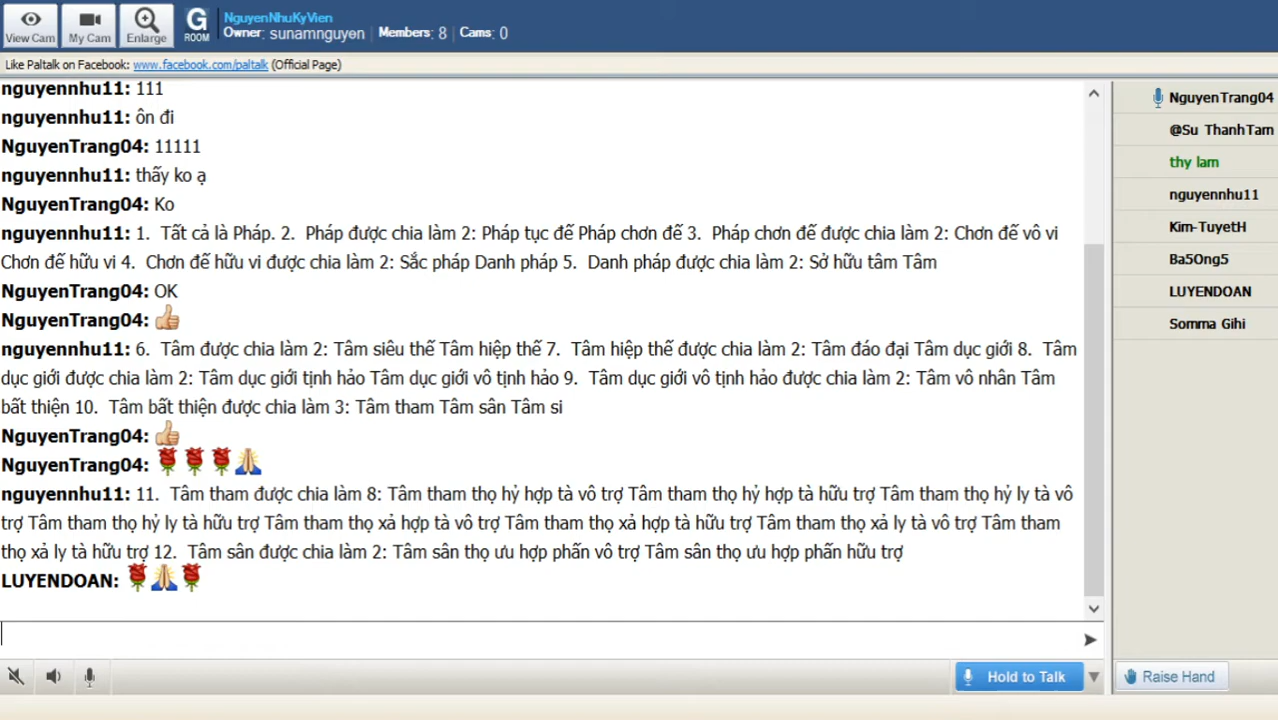 NguyenNhuKyVien
G
ROOM
Owner: sunamnguyen Members: 8 Cams: 0
View Cam
My Cam
Enlarge
Like Paltalk on Facebook: www.facebook.com/paltalk (Official Page)
nguyennhu11: 111
nguyennhu11: ôn đi
NguyenTrang04: 11111
nguyennhu11: thấy ko ạ
NguyenTrang04: Ko
nguyennhu11: 1. Tất cả là Pháp. 2. Pháp được chia làm 2: Pháp tục đế Pháp chơn đế 3. Pháp chơn đế được chia làm 2: Chơn đế vô vi
Chơn đế hữu vi 4. Chơn đế hữu vi được chia làm 2: Sắc pháp Danh pháp 5. Danh pháp được chia làm 2: Sở hữu tâm Tâm
NguyenTrang04: OK
NguyenTrang04:
nguyennhu11: 6. Tâm được chia làm 2: Tâm siêu thế Tâm hiệp thế 7. Tâm hiệp thế được chia làm 2: Tâm đáo đại Tâm dục giới 8. Tâm
dục giới được chia làm 2: Tâm dục giới tịnh hảo Tâm dục giới vô tịnh hảo 9. Tâm dục giới vô tịnh hảo được chia làm 2: Tâm vô nhân Tâm
bất thiện 10. Tâm bất thiện được chia làm 3: Tâm tham Tâm sân Tâm si
NguyenTrang04:
NguyenTrang04:
nguyennhu11: 11. Tâm tham được chia làm 8: Tâm tham thọ hỷ hợp tà vô trợ Tâm tham thọ hỷ hợp tà hữu trợ Tâm tham thọ hỷ ly tà vô
trợ Tâm tham thọ hỷ ly tà hữu trợ Tâm tham thọ xả hợp tà vô trợ Tâm tham thọ xả hợp tà hữu trợ Tâm tham thọ xả ly tà vô trợ Tâm tham
thọ xả ly tà hữu trợ 12. Tâm sân được chia làm 2: Tâm sân thọ ưu hợp phấn vô trợ Tâm sân thọ ưu hợp phấn hữu trợ
LUYENDOAN:
NguyenTrang04
@Su ThanhTam
thy lam
nguyennhu11
Kim-TuyetH
Ba5Ong5
LUYENDOAN
Somma Gihi
Hold to Talk
Raise Hand